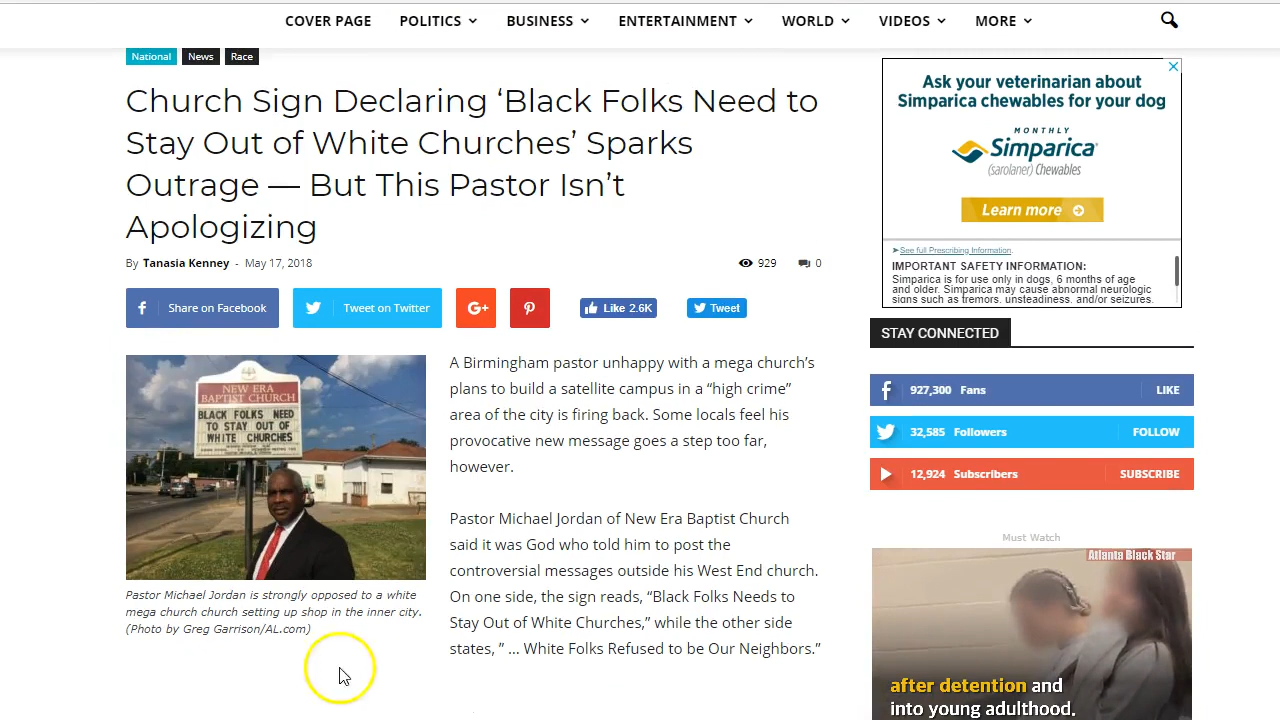 COVER PAGE POLITICS BUSINESS ENTERTAINMENT WORLD VIDEOS MORE
National News Race
Church Sign Declaring ‘Black Folks Need to
Stay Out of White Churches’ Sparks
Outrage — But This Pastor Isn’t
Apologizing
By Tanasia Kenney - May 17, 2018 929 0
Share on Facebook Tweet on Twitter G+ Like 2.6K Tweet
NEW ERA
BAPTIST CHURCH
BLACK FOLKS NEED
TO STAY OUT OF
WHITE CHURCHES
Pastor Michael Jordan is strongly opposed to a white
mega church church setting up shop in the inner city.
(Photo by Greg Garrison/AL.com)
A Birmingham pastor unhappy with a mega church’s
plans to build a satellite campus in a “high crime”
area of the city is firing back. Some locals feel his
provocative new message goes a step too far,
however.
Pastor Michael Jordan of New Era Baptist Church
said it was God who told him to post the
controversial messages outside his West End church.
On one side, the sign reads, “Black Folks Needs to
Stay Out of White Churches,” while the other side
states, ” … White Folks Refused to be Our Neighbors.”
Ask your veterinarian about
Simparica chewables for your dog
MONTHLY
Simparica
(sarolaner) Chewables
Learn more
See full Prescribing Information.
IMPORTANT SAFETY INFORMATION:
Simparica is for use only in dogs, 6 months of age
and older. Simparica may cause abnormal neurologic
signs such as tremors, unsteadiness, and/or seizures.
STAY CONNECTED
927,300 Fans LIKE
32,585 Followers FOLLOW
12,924 Subscribers SUBSCRIBE
Must Watch
Atlanta Black Star
after detention and
into young adulthood.